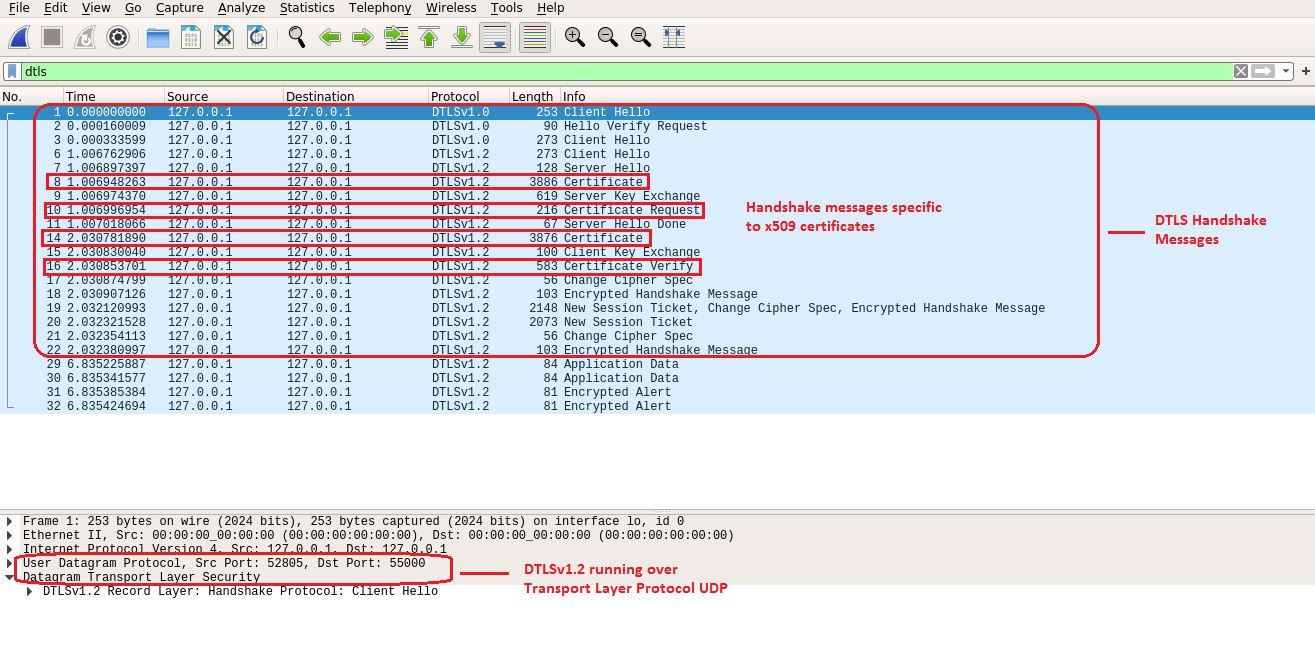 File Edit View Go Capture Analyze Statistics Telephony Wireless Tools Help
dtls
No. Time Source Destination Protocol Length Info
1 0.000000000 127.0.0.1 127.0.0.1 DTLSv1.0 253 Client Hello
2 0.000160009 127.0.0.1 127.0.0.1 DTLSv1.0 90 Hello Verify Request
3 0.000333599 127.0.0.1 127.0.0.1 DTLSv1.0 273 Client Hello
6 1.006762906 127.0.0.1 127.0.0.1 DTLSv1.2 273 Client Hello
7 1.006897397 127.0.0.1 127.0.0.1 DTLSv1.2 128 Server Hello
8 1.006948263 127.0.0.1 127.0.0.1 DTLSv1.2 3886 Certificate
9 1.006974370 127.0.0.1 127.0.0.1 DTLSv1.2 619 Server Key Exchange
10 1.006996954 127.0.0.1 127.0.0.1 DTLSv1.2 216 Certificate Request
11 1.007018066 127.0.0.1 127.0.0.1 DTLSv1.2 67 Server Hello Done
14 2.030781890 127.0.0.1 127.0.0.1 DTLSv1.2 3876 Certificate
15 2.030830040 127.0.0.1 127.0.0.1 DTLSv1.2 100 Client Key Exchange
16 2.030853701 127.0.0.1 127.0.0.1 DTLSv1.2 583 Certificate Verify
17 2.030874799 127.0.0.1 127.0.0.1 DTLSv1.2 56 Change Cipher Spec
18 2.030907126 127.0.0.1 127.0.0.1 DTLSv1.2 103 Encrypted Handshake Message
19 2.032120993 127.0.0.1 127.0.0.1 DTLSv1.2 2148 New Session Ticket, Change Cipher Spec, Encrypted Handshake Message
20 2.032321528 127.0.0.1 127.0.0.1 DTLSv1.2 2073 New Session Ticket
21 2.032354113 127.0.0.1 127.0.0.1 DTLSv1.2 56 Change Cipher Spec
22 2.032380997 127.0.0.1 127.0.0.1 DTLSv1.2 103 Encrypted Handshake Message
29 6.835225887 127.0.0.1 127.0.0.1 DTLSv1.2 84 Application Data
30 6.835341577 127.0.0.1 127.0.0.1 DTLSv1.2 84 Application Data
31 6.835385384 127.0.0.1 127.0.0.1 DTLSv1.2 81 Encrypted Alert
32 6.835424694 127.0.0.1 127.0.0.1 DTLSv1.2 81 Encrypted Alert
Handshake messages specific
to x509 certificates
DTLS Handshake
Messages
Frame 1: 253 bytes on wire (2024 bits), 253 bytes captured (2024 bits) on interface lo, id 0
Ethernet II, Src: 00:00:00_00:00:00 (00:00:00:00:00:00), Dst: 00:00:00_00:00:00 (00:00:00:00:00:00)
Internet Protocol Version 4, Src: 127.0.0.1, Dst: 127.0.0.1
User Datagram Protocol, Src Port: 52805, Dst Port: 55000
Datagram Transport Layer Security
DTLSv1.2 Record Layer: Handshake Protocol: Client Hello
DTLSv1.2 running over
Transport Layer Protocol UDP